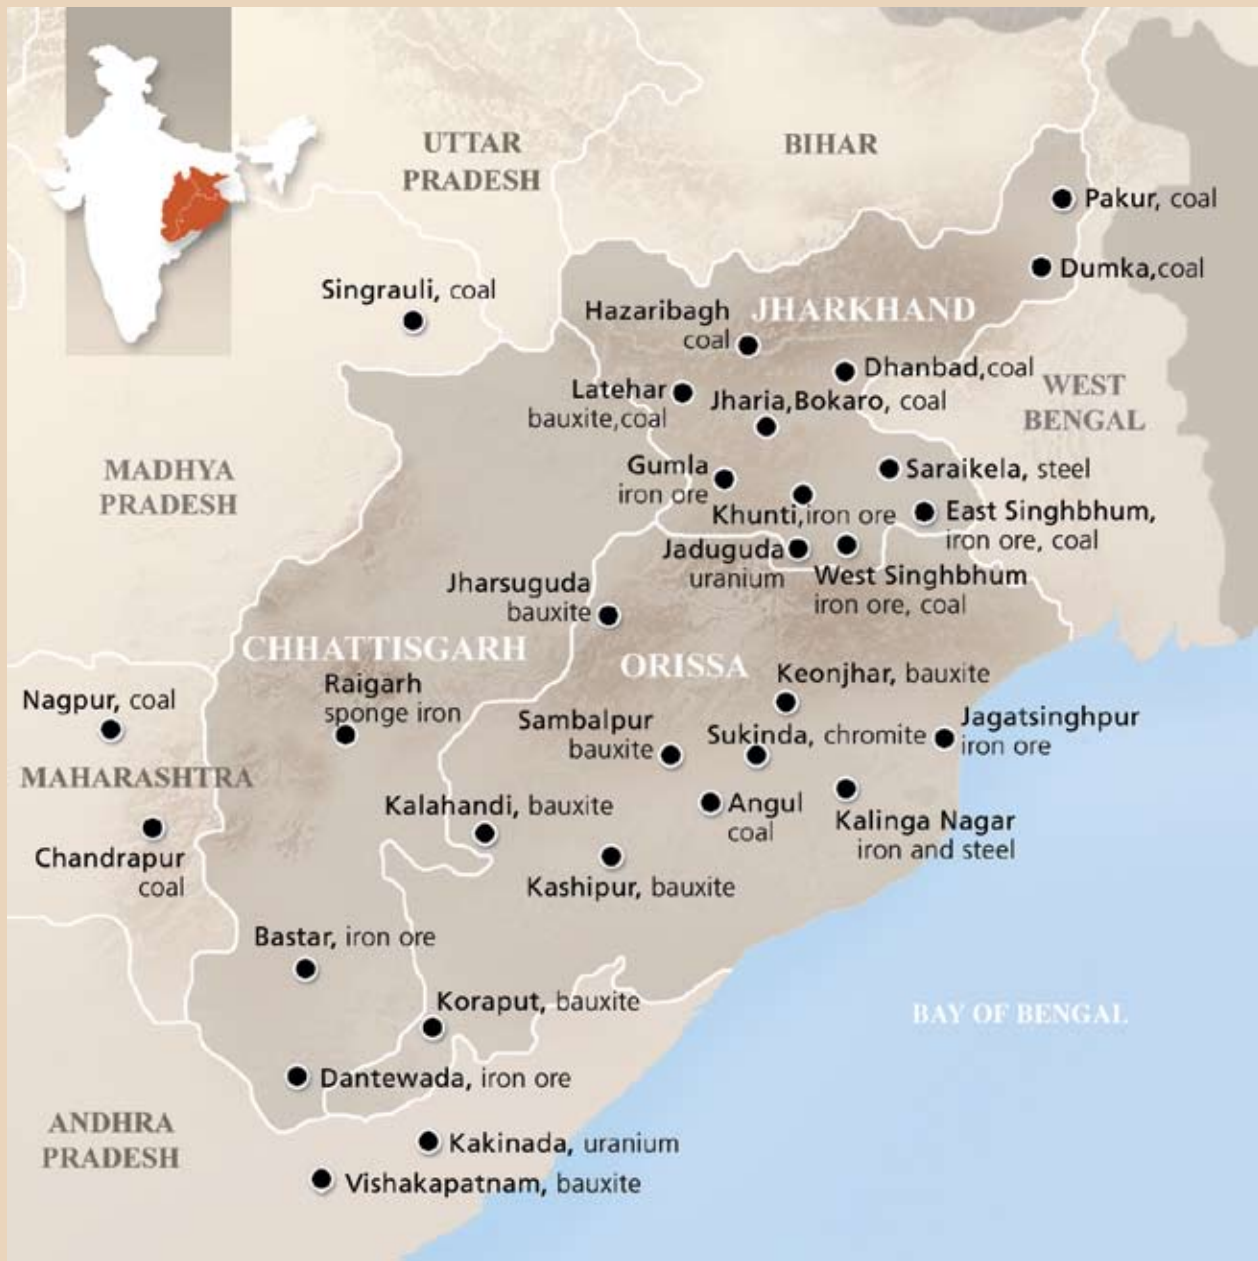 UTTAR
PRADESH
BIHAR
Pakur, coal
Dumka,coal
Singrauli, coal
JHARKHAND
Hazaribagh
coal
Dhanbad,coal
WEST
BENGAL
Latehar
bauxite,coal
Jharia,Bokaro, coal
MADHYA
PRADESH
Gumla
iron ore
Saraikela, steel
Khunti,iron ore
East Singhbhum,
iron ore, coal
Jaduguda
uranium
West Singhbhum
iron ore, coal
Jharsuguda
bauxite
CHHATTISGARH
ORISSA
Raigarh
sponge iron
Keonjhar, bauxite
Nagpur, coal
Sambalpur
bauxite
Sukinda, chromite
Jagatsinghpur
iron ore
MAHARASHTRA
Kalahandi, bauxite
Angul
coal
Kalinga Nagar
iron and steel
Chandrapur
coal
Kashipur, bauxite
Bastar, iron ore
Koraput, bauxite
BAY OF BENGAL
Dantewada, iron ore
ANDHRA
PRADESH
Kakinada, uranium
Vishakapatnam, bauxite